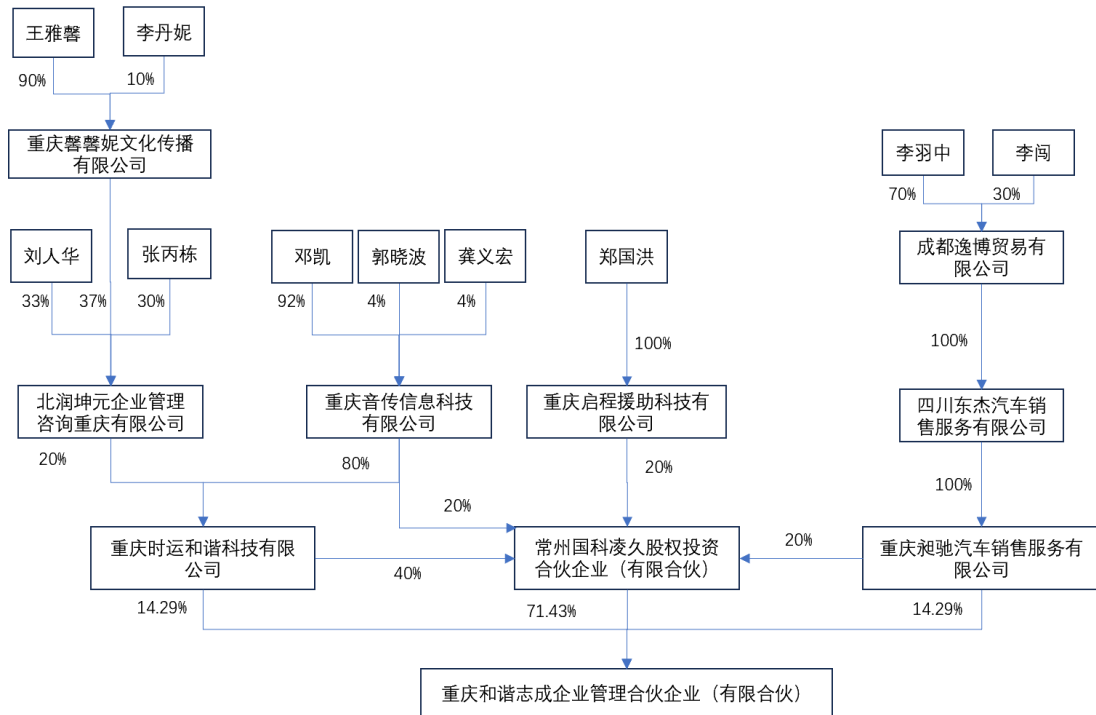 王雅馨
李丹妮
90%
10%
重庆馨馨妮文化传播
有限公司
李羽中
李闯
70%
30%
刘人华
张丙栋
邓凯
郭晓波
龚义宏
郑国洪
成都逸博贸易有
限公司
33%
37%
30%
92%
4%
4%
100%
100%
北润坤元企业管理
咨询重庆有限公司
重庆音传信息科技
有限公司
重庆启程援助科技有
限公司
四川东杰汽车销
售服务有限公司
20%
80%
20%
100%
20%
重庆时运和谐科技有限
公司
40%
常州国科凌久股权投资
合伙企业（有限合伙）
20%
重庆昶驰汽车销售服务有
限公司
14.29%
71.43%
14.29%
重庆和谐志成企业管理合伙企业（有限合伙）